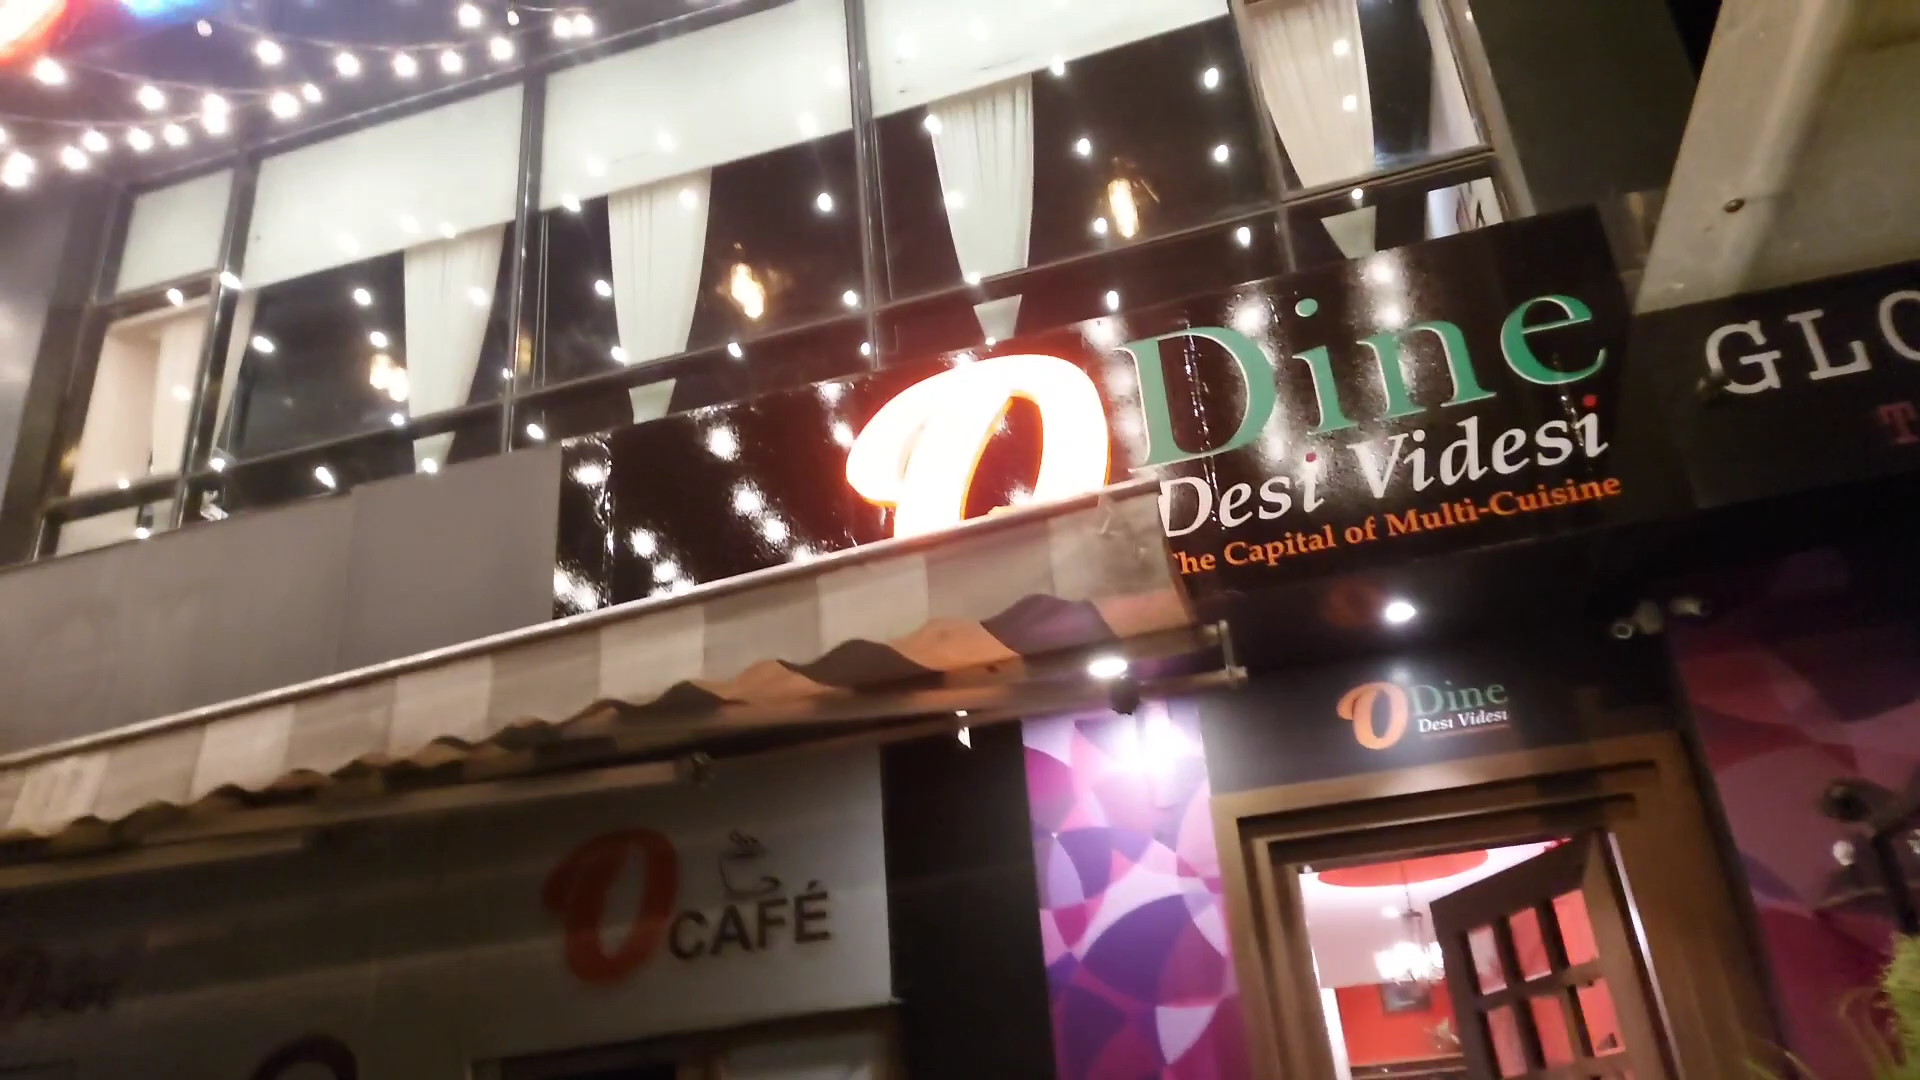 O Dine
Desi Videsi
The Capital of Multi-Cuisine
GLO
O Dine
Desi Videsi
O CAFÉ